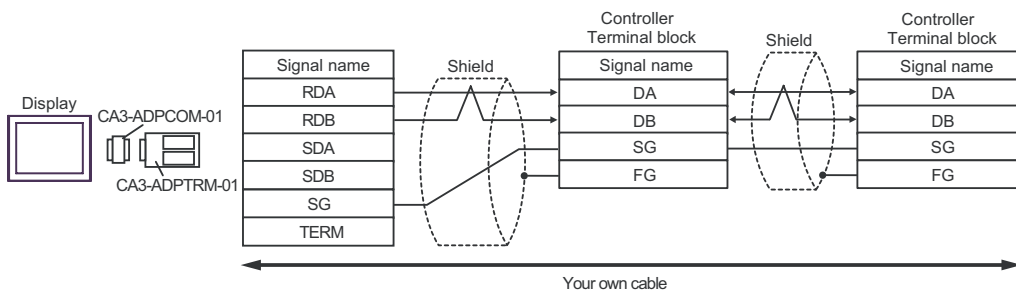 Display
CA3-ADPCOM-01
CA3-ADPTRM-01
Signal name
RDA
RDB
SDA
SDB
SG
TERM
Shield
Controller
Terminal block
Signal name
DA
DB
SG
FG
Shield
Controller
Terminal block
Signal name
DA
DB
SG
FG
Your own cable